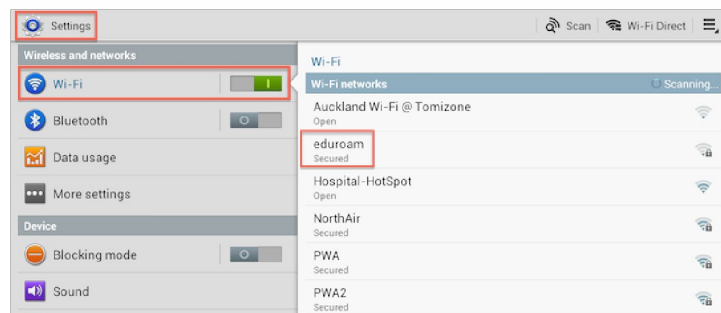 Settings
Scan
Wi-Fi Direct
Wireless and networks
Wi-Fi
Bluetooth
Data usage
More settings
Device
Blocking mode
Sound
Wi-Fi
Wi-Fi networks
Scanning...
Auckland Wi-Fi @ Tomizone
Open
eduroam
Secured
Hospital-HotSpot
Open
NorthAir
Secured
PWA
Secured
PWA2
Secured